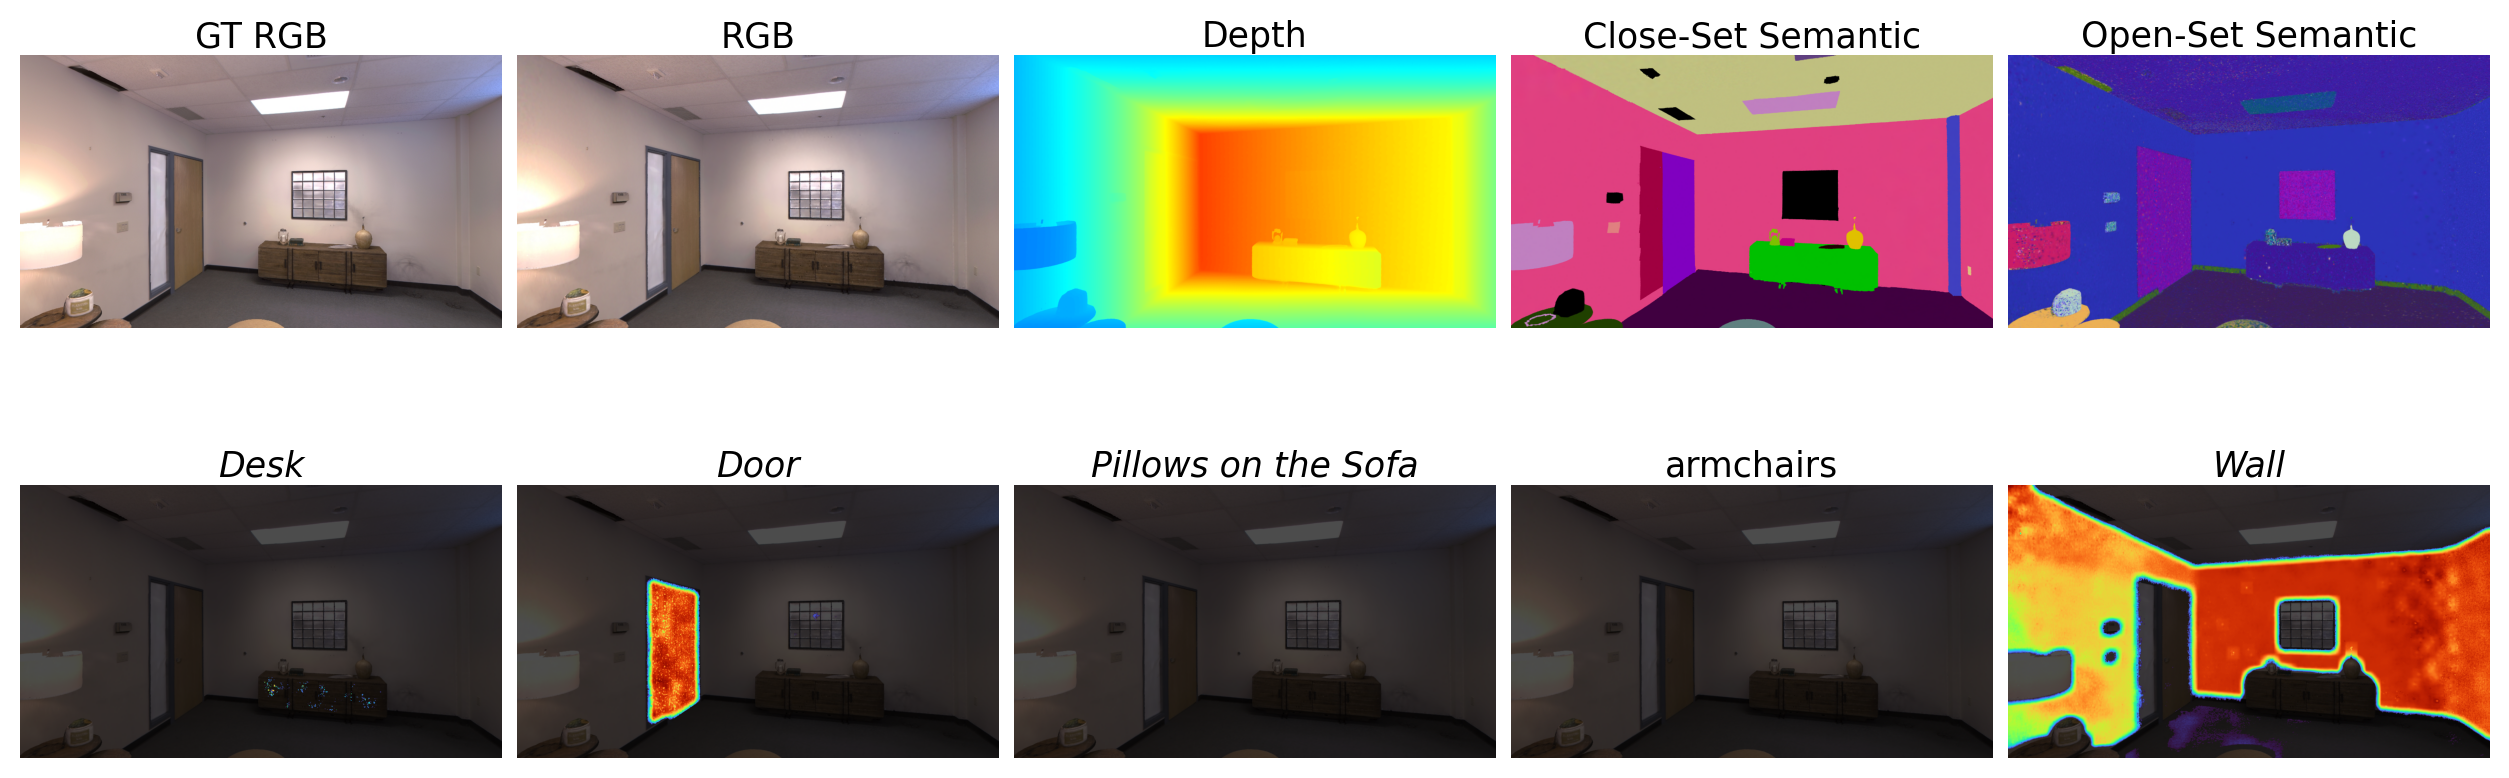 GT RGB
RGB
Depth
Close-Set Semantic
Open-Set Semantic
Desk
Door
Pillows on the Sofa
armchairs
Wall